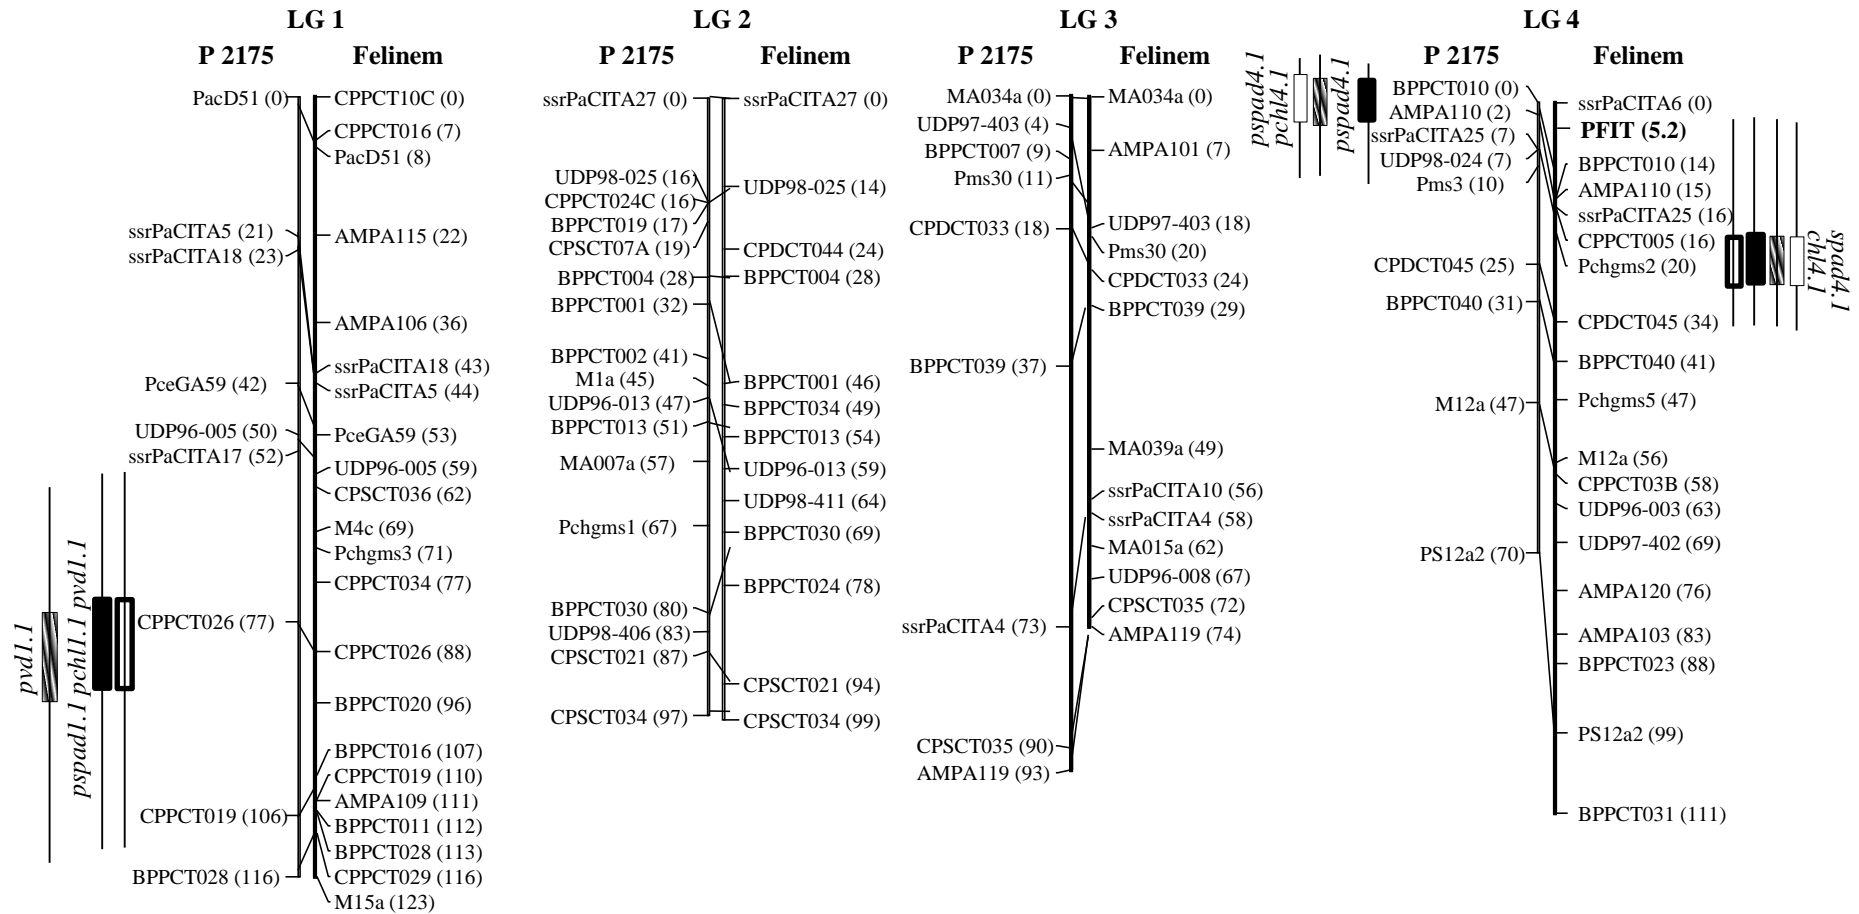 LG 1
P 2175
Felinem
PacD51 (0)
ssrPaCITA5 (21)
ssrPaCITA18 (23)
PceGA59 (42)
UDP96-005 (50)
ssrPaCITA17 (52)
CPPCT026 (77)
CPPCT019 (106)
BPPCT028 (116)
CPPCT10C (0)
CPPCT016 (7)
PacD51 (8)
AMPA115 (22)
AMPA106 (36)
ssrPaCITA18 (43)
ssrPaCITA5 (44)
PceGA59 (53)
UDP96-005 (59)
CPSCT036 (62)
M4c (69)
Pchgms3 (71)
CPPCT034 (77)
CPPCT026 (88)
BPPCT020 (96)
BPPCT016 (107)
CPPCT019 (110)
AMPA109 (111)
BPPCT011 (112)
BPPCT028 (113)
CPPCT029 (116)
M15a (123)
pvd1.1
pspad1.1 pchl1.1 pvd1.1
LG 2
P 2175
Felinem
ssrPaCITA27 (0)
UDP98-025 (16)
CPPCT024C (16)
BPPCT019 (17)
CPSCT07A (19)
BPPCT004 (28)
BPPCT001 (32)
BPPCT002 (41)
M1a (45)
UDP96-013 (47)
BPPCT013 (51)
MA007a (57)
Pchgms1 (67)
BPPCT030 (80)
UDP98-406 (83)
CPSCT021 (87)
CPSCT034 (97)
ssrPaCITA27 (0)
UDP98-025 (14)
CPDCT044 (24)
BPPCT004 (28)
BPPCT001 (46)
BPPCT034 (49)
BPPCT013 (54)
UDP96-013 (59)
UDP98-411 (64)
BPPCT030 (69)
BPPCT024 (78)
CPSCT021 (94)
CPSCT034 (99)
LG 3
P 2175
Felinem
MA034a (0)
UDP97-403 (4)
BPPCT007 (9)
Pms30 (11)
CPDCT033 (18)
BPPCT039 (37)
ssrPaCITA4 (73)
CPSCT035 (90)
AMPA119 (93)
MA034a (0)
AMPA101 (7)
UDP97-403 (18)
Pms30 (20)
CPDCT033 (24)
BPPCT039 (29)
MA039a (49)
ssrPaCITA10 (56)
ssrPaCITA4 (58)
MA015a (62)
UDP96-008 (67)
CPSCT035 (72)
AMPA119 (74)
LG 4
P 2175
Felinem
pspad4.1
pchl4.1
pspad4.1
BPPCT010 (0)
AMPA110 (2)
ssrPaCITA25 (7)
UDP98-024 (7)
Pms3 (10)
CPDCT045 (25)
BPPCT040 (31)
M12a (47)
PS12a2 (70)
ssrPaCITA6 (0)
PFIT (5.2)
BPPCT010 (14)
AMPA110 (15)
ssrPaCITA25 (16)
CPPCT005 (16)
Pchgms2 (20)
CPDCT045 (34)
BPPCT040 (41)
Pchgms5 (47)
M12a (56)
CPPCT03B (58)
UDP96-003 (63)
UDP97-402 (69)
AMPA120 (76)
AMPA103 (83)
BPPCT023 (88)
PS12a2 (99)
BPPCT031 (111)
spad4.1
chl4.1